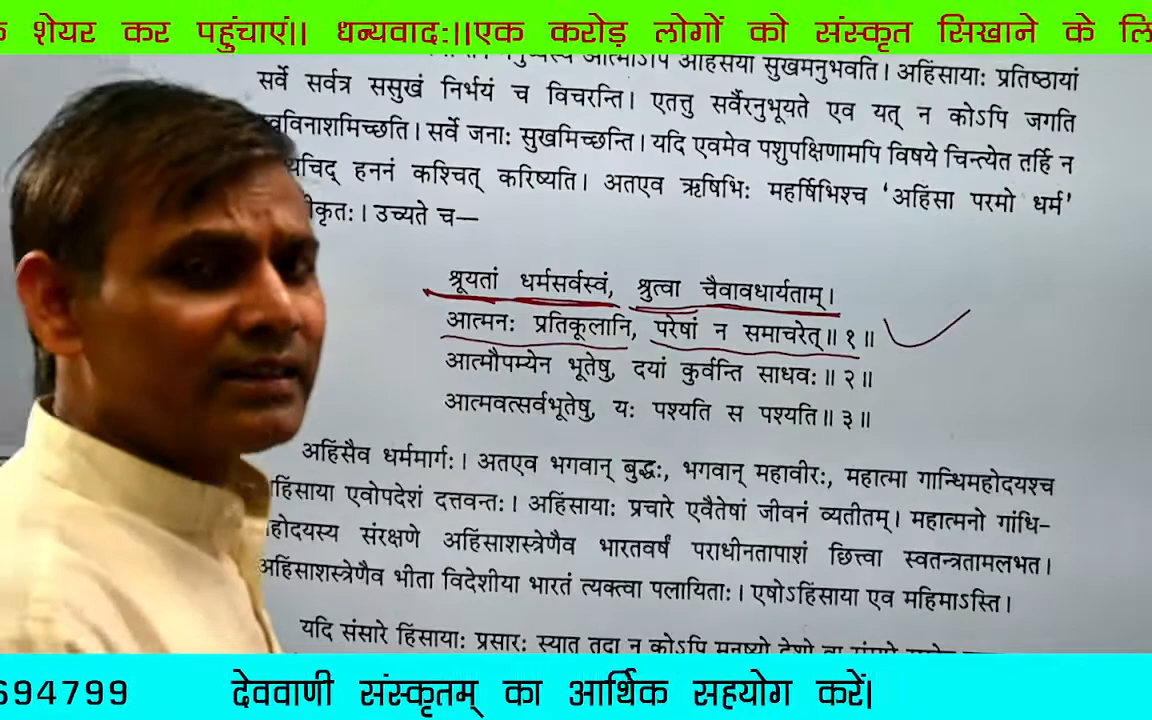 शेयर कर पहुंचाएं॥ धन्यवादः॥एक करोड़ लोगों को संस्कृत सिखाने के लि
सुखमनुभवति। अहिंसायाः प्रतिष्ठायां
सर्वे सर्वत्र ससुखं निर्भयं च विचरन्ति। एतत्तु सर्वैरनुभूयते एव यत् न कोऽपि जगति
विनाशमिच्छति। सर्वे जनाः सुखमिच्छन्ति। यदि एवमेव पशुपक्षिणामपि विषये चिन्त्येत तर्हि न
हननं कश्चित् करिष्यति। अतएव ऋषिभिः महर्षिभिश्च 'अहिंसा परमो धर्म'
कृतः। उच्यते च—
श्रूयतां धर्मसर्वस्वं, श्रुत्वा चैवावधार्यताम्।
आत्मनः प्रतिकूलानि, परेषां न समाचरेत्॥ १॥
आत्मौपम्येन भूतेषु, दयां कुर्वन्ति साधवः॥ २॥
आत्मवत्सर्वभूतेषु, यः पश्यति स पश्यति॥ ३॥
अहिंसैव धर्ममार्गः। अतएव भगवान् बुद्धः, भगवान् महावीरः, महात्मा गान्धिमहोदयश्च
हिंसाया एवोपदेशं दत्तवन्तः। अहिंसायाः प्रचारे एवैतेषां जीवनं व्यतीतम्। महात्मनो गांधि-
होदयस्य संरक्षणे अहिंसाशस्त्रेणैव भारतवर्षं पराधीनतापाशं छित्त्वा स्वतन्त्रतामलभत।
अहिंसाशस्त्रेणैव भीता विदेशीया भारतं त्यक्त्वा पलायिताः। एषोऽहिंसाया एव महिमाऽस्ति।
यदि संसारे हिंसायाः प्रसारः स्यात् तदा न कोऽपि मनुष्यो देशो वा
694799 देववाणी संस्कृतम् का आर्थिक सहयोग करें।